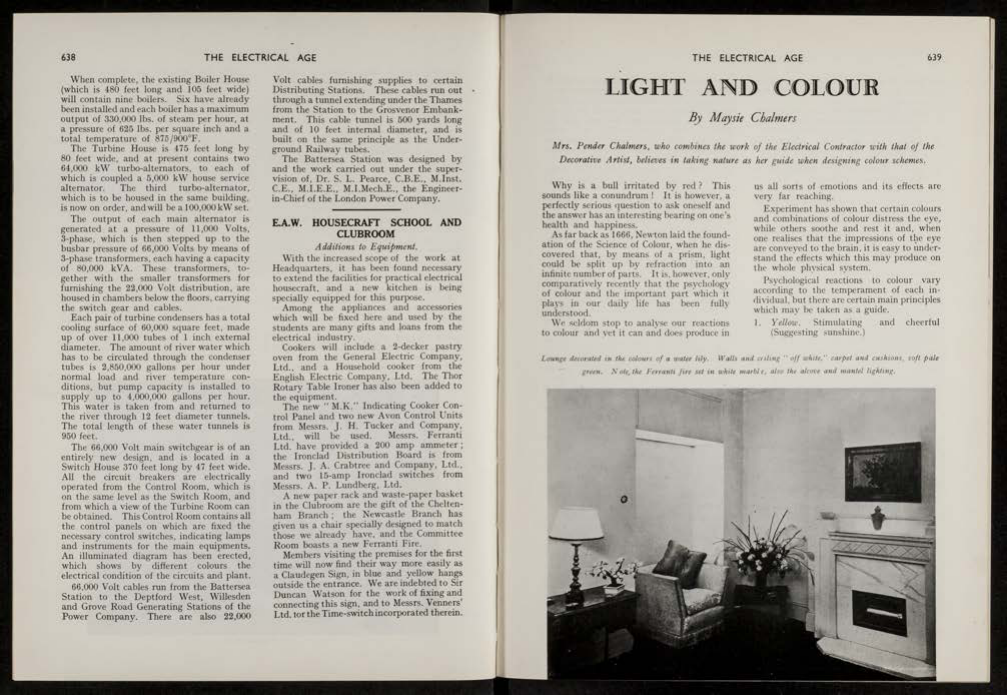 638
THE ELECTRICAL AGE
When complete, the existing Boiler House
(which is 480 feet long and 105 feet wide)
will contain nine boilers. Six have already
been installed and each boiler has a maximum
output of 330,000 lbs. of steam per hour, at
a pressure of 625 lbs. per square inch and a
total temperature of 875/900°F.
The Turbine House is 475 feet long by
80 feet wide, and at present contains two
64,000 kW turbo-alternators, to each of
which is coupled a 5,000 kW house service
alternator. The third turbo-alternator,
which is to be housed in the same building,
is now on order, and will be a 100,000 kW set.
The output of each main alternator is
generated at a pressure of 11,000 Volts,
3-phase, which is then stepped up to the
busbar pressure of 66,000 Volts by means of
3-phase transformers, each having a capacity
of 80,000 kVA. These transformers, to-
gether with the smaller transformers for
furnishing the 22,000 Volt distribution, are
housed in chambers below the floors, carrying
the switch gear and cables.
Each pair of turbine condensers has a total
cooling surface of 60,000 square feet, made
up of over 11,000 tubes of 1 inch external
diameter. The amount of river water which
has to be circulated through the condenser
tubes is 2,850,000 gallons per hour under
normal load and river temperature con-
ditions, but pump capacity is installed to
supply up to 4,000,000 gallons per hour.
This water is taken from and returned to
the river through 12 feet diameter tunnels.
The total length of these water tunnels is
950 feet.
The 66,000 Volt main switchgear is of an
entirely new design, and is located in a
Switch House 370 feet long by 47 feet wide.
All the circuit breakers are electrically
operated from the Control Room, which is
on the same level as the Switch Room, and
from which a view of the Turbine Room can
be obtained. This Control Room contains all
the control panels on which are fixed the
necessary control switches, indicating lamps
and instruments for the main equipments.
An illuminated diagram has been erected,
which shows by different colours the
electrical condition of the circuits and plant.
66,000 Volt cables run from the Battersea
Station to the Deptford West, Willesden
and Grove Road Generating Stations of the
Power Company. There are also 22,000
Volt cables furnishing supplies to certain
Distributing Stations. These cables run out
through a tunnel extending under the Thames
from the Station to the Grosvenor Embank-
ment. This cable tunnel is 500 yards long
and of 10 feet internal diameter, and is
built on the same principle as the Under-
ground Railway tubes.
The Battersea Station was designed by
and the work carried out under the super-
vision of, Dr. S. L. Pearce, C.B.E., M.Inst.
C.E., M.I.E.E., M.I.Mech.E., the Engineer-
in-Chief of the London Power Company.
E.A.W. HOUSECRAFT SCHOOL AND
CLUBROOM
Additions to Equipment.
With the increased scope of the work at
Headquarters, it has been found necessary
to extend the facilities for practical electrical
housecraft, and a new kitchen is being
specially equipped for this purpose.
Among the appliances and accessories
which will be fixed here and used by the
students are many gifts and loans from the
electrical industry.
Cookers will include a 2-decker pastry
oven from the General Electric Company,
Ltd., and a Household cooker from the
English Electric Company, Ltd. The Thor
Rotary Table Ironer has also been added to
the equipment.
The new "M.K." Indicating Cooker Con-
trol Panel and two new Avon Control Units
from Messrs. J. H. Tucker and Company,
Ltd., will be used. Messrs. Ferranti
Ltd. have provided a 200 amp ammeter;
the Ironclad Distribution Board is from
Messrs. J. A. Crabtree and Company, Ltd.,
and two 15-amp Ironclad switches from
Messrs. A. P. Lundberg, Ltd.
A new paper rack and waste-paper basket
in the Clubroom are the gift of the Chelten-
ham Branch; the Newcastle Branch has
given us a chair specially designed to match
those we already have, and the Committee
Room boasts a new Ferranti Fire.
Members visiting the premises for the first
time will now find their way more easily as
a Claudegen Sign, in blue and yellow hangs
outside the entrance. We are indebted to Sir
Duncan Watson for the work of fixing and
connecting this sign, and to Messrs. Venners'
Ltd. tor the Time-switch incorporated therein.
THE ELECTRICAL AGE
639
LIGHT AND COLOUR
By Maysie Chalmers
Mrs. Pender Chalmers, who combines the work of the Electrical Contractor with that of the
Decorative Artist, believes in taking nature as her guide when designing colour schemes.
Why is a bull irritated by red? This
sounds like a conundrum! It is however, a
perfectly serious question to ask oneself and
the answer has an interesting bearing on one's
health and happiness.
As far back as 1666, Newton laid the found-
ation of the Science of Colour, when he dis-
covered that, by means of a prism, light
could be split up by refraction into an
infinite number of parts. It is, however, only
comparatively recently that the psychology
of colour and the important part which it
plays in our daily life has been fully
understood.
We seldom stop to analyse our reactions
to colour and yet it can and does produce in
us all sorts of emotions and its effects are
very far reaching.
Experiment has shown that certain colours
and combinations of colour distress the eye,
while others soothe and rest it and, when
one realises that the impressions of the eye
are conveyed to the brain, it is easy to under-
stand the effects which this may produce on
the whole physical system.
Psychological reactions to colour vary
according to the temperament of each in-
dividual, but there are certain main principles
which may be taken as a guide.
1. Yellow. Stimulating and cheerful
(Suggesting sunshine.)
Lounge decorated in the colours of a water lily. Walls and ceiling "off white," carpet and cushions, soft pale
green. Note, the Ferranti fire set in white marble, also the alcove and mantel lighting.